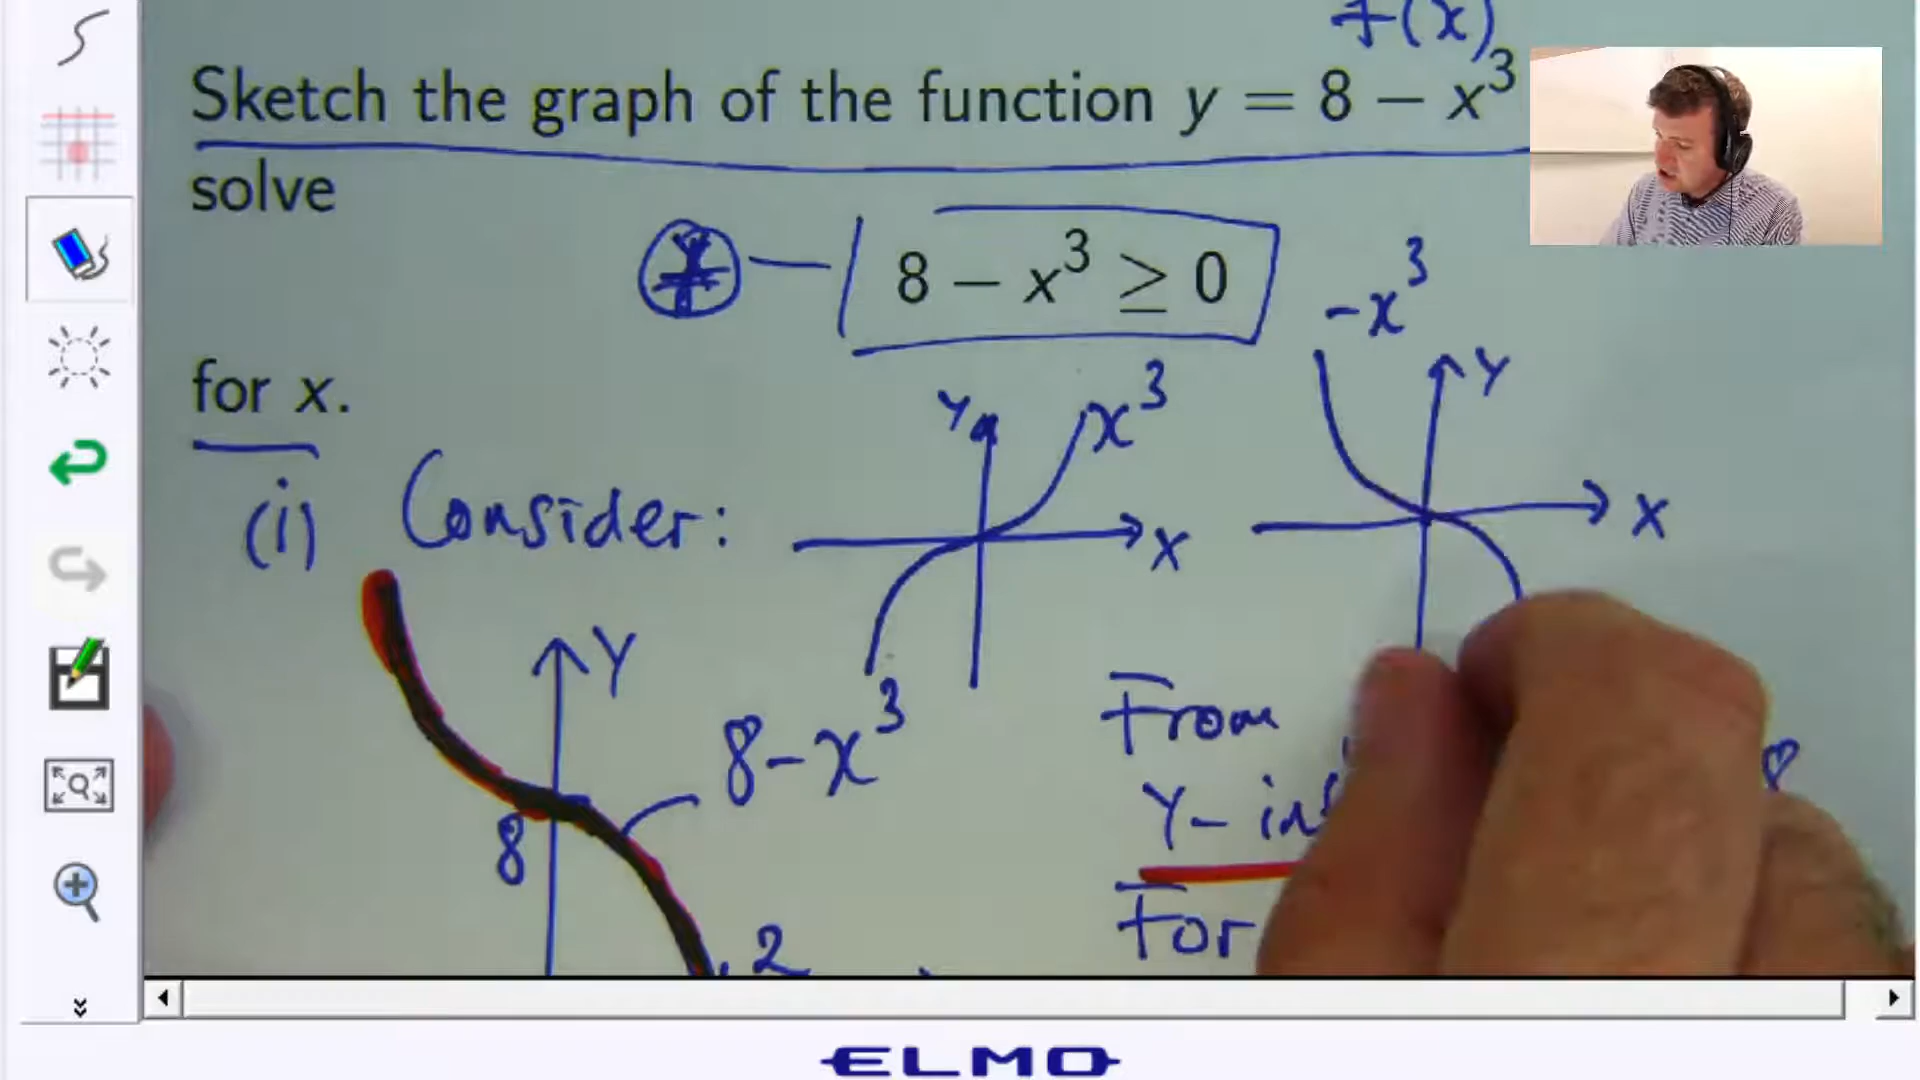 f(x)
Sketch the graph of the function y = 8 − x³
solve
8 − x³ ≥ 0
-x³
for x.
Y
x³
Y
(i) Consider:
X
X
Y
8-x³
From
8
Y-
8
For
2
ELMO